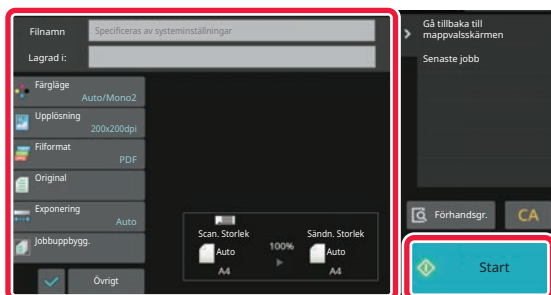 Filnamn
Specificeras av systeminställningar
Lagrad i:
Färgläge
Auto/Mono2
Upplösning
200x200dpi
Filformat
PDF
Original
Exponering
Auto
Jobbuppbygg.
Övrigt
Scan. Storlek
Auto
A4
100%
Sändn. Storlek
Auto
A4
Gå tillbaka till
mappvalsskärmen
Senaste jobb
Förhandsgr.
CA
Start